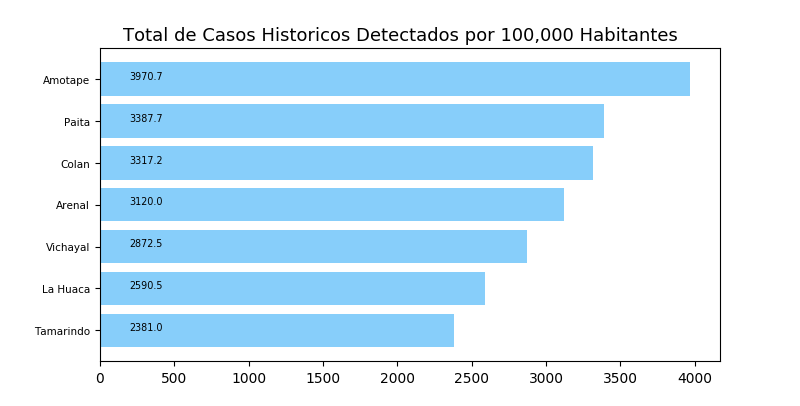 Total de Casos Historicos Detectados por 100,000 Habitantes
Amotape 3970.7
Paita 3387.7
Colan 3317.2
Arenal 3120.0
Vichayal 2872.5
La Huaca 2590.5
Tamarindo 2381.0
0 500 1000 1500 2000 2500 3000 3500 4000